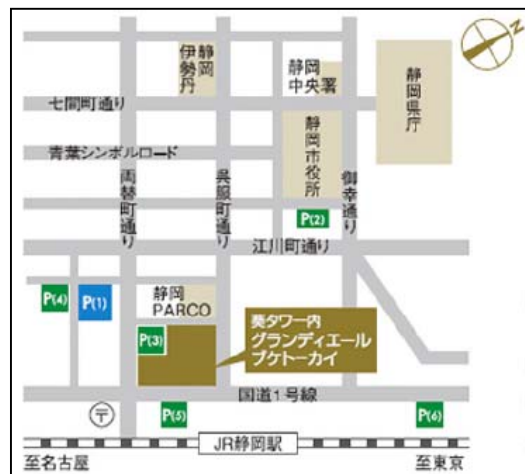 N
静岡
伊勢丹
静岡
中央署
静岡県庁
七間町通り
静岡市役所
青葉シンボルロード
両替町通り
呉服町通り
御幸通り
P(2)
江川町通り
P(4)
P(1)
静岡
PARCO
P(3)
葵タワー内
グランディエール
ブケトーカイ
国道1号線
〒
P(5)
P(6)
JR静岡駅
至名古屋
至東京